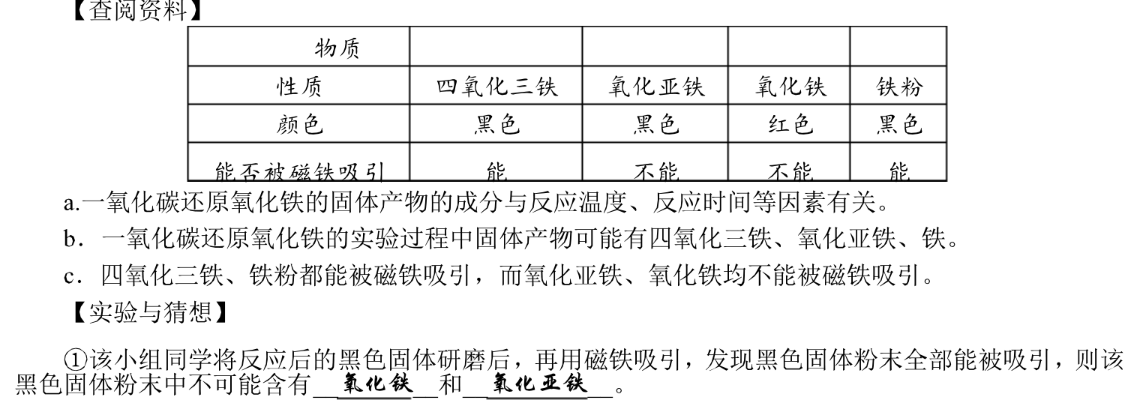 【查阅资料】
物质
性质 四氧化三铁 氧化亚铁 氧化铁 铁粉
颜色 黑色 黑色 红色 黑色
能否被磁铁吸引 能 不能 不能 能
a.一氧化碳还原氧化铁的固体产物的成分与反应温度、反应时间等因素有关。
b．一氧化碳还原氧化铁的实验过程中固体产物可能有四氧化三铁、氧化亚铁、铁。
c．四氧化三铁、铁粉都能被磁铁吸引，而氧化亚铁、氧化铁均不能被磁铁吸引。
【实验与猜想】
①该小组同学将反应后的黑色固体研磨后，再用磁铁吸引，发现黑色固体粉末全部能被吸引，则该
黑色固体粉末中不可能含有 氧化铁 和 氧化亚铁 。